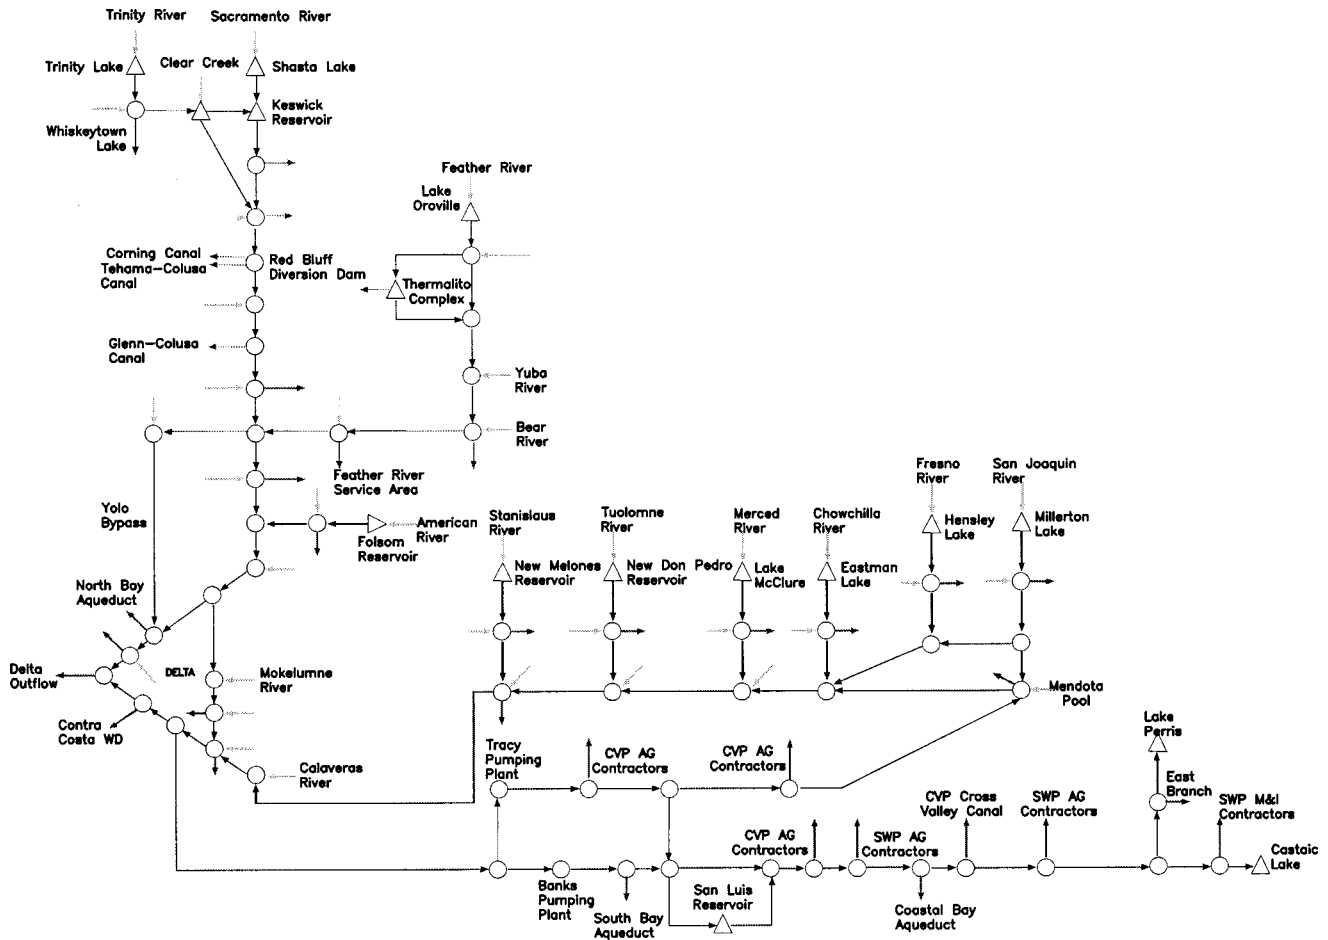 Trinity River
Sacramento River
Trinity Lake
Clear Creek
Shasta Lake
Keswick
Reservoir
Whiskeytown
Lake
Feather River
Lake
Oroville
Corning Canal
Tehama-Colusa
Canal
Red Bluff
Diversion Dam
Thermalito
Complex
Glenn-Colusa
Canal
Yuba
River
Bear
River
Feather River
Service Area
Yolo
Bypass
American
River
Folsom
Reservoir
Stanislaus
River
Tuolomne
River
Merced
River
Chowchilla
River
Fresno
River
San Joaquin
River
Hensley
Lake
Millerton
Lake
New Melones
Reservoir
New Don Pedro
Reservoir
Lake
McClure
Eastman
Lake
North Bay
Aqueduct
Delta
Outflow
DELTA
Mokelumne
River
Mendota
Pool
Contra
Costa WD
Calaveras
River
Tracy
Pumping
Plant
CVP AG
Contractors
CVP AG
Contractors
Lake
Perris
East
Branch
CVP AG
Contractors
SWP AG
Contractors
CVP Cross
Valley Canal
SWP AG
Contractors
SWP M&I
Contractors
Castaic
Lake
Banks
Pumping
Plant
South Bay
Aqueduct
San Luis
Reservoir
Coastal Bay
Aqueduct